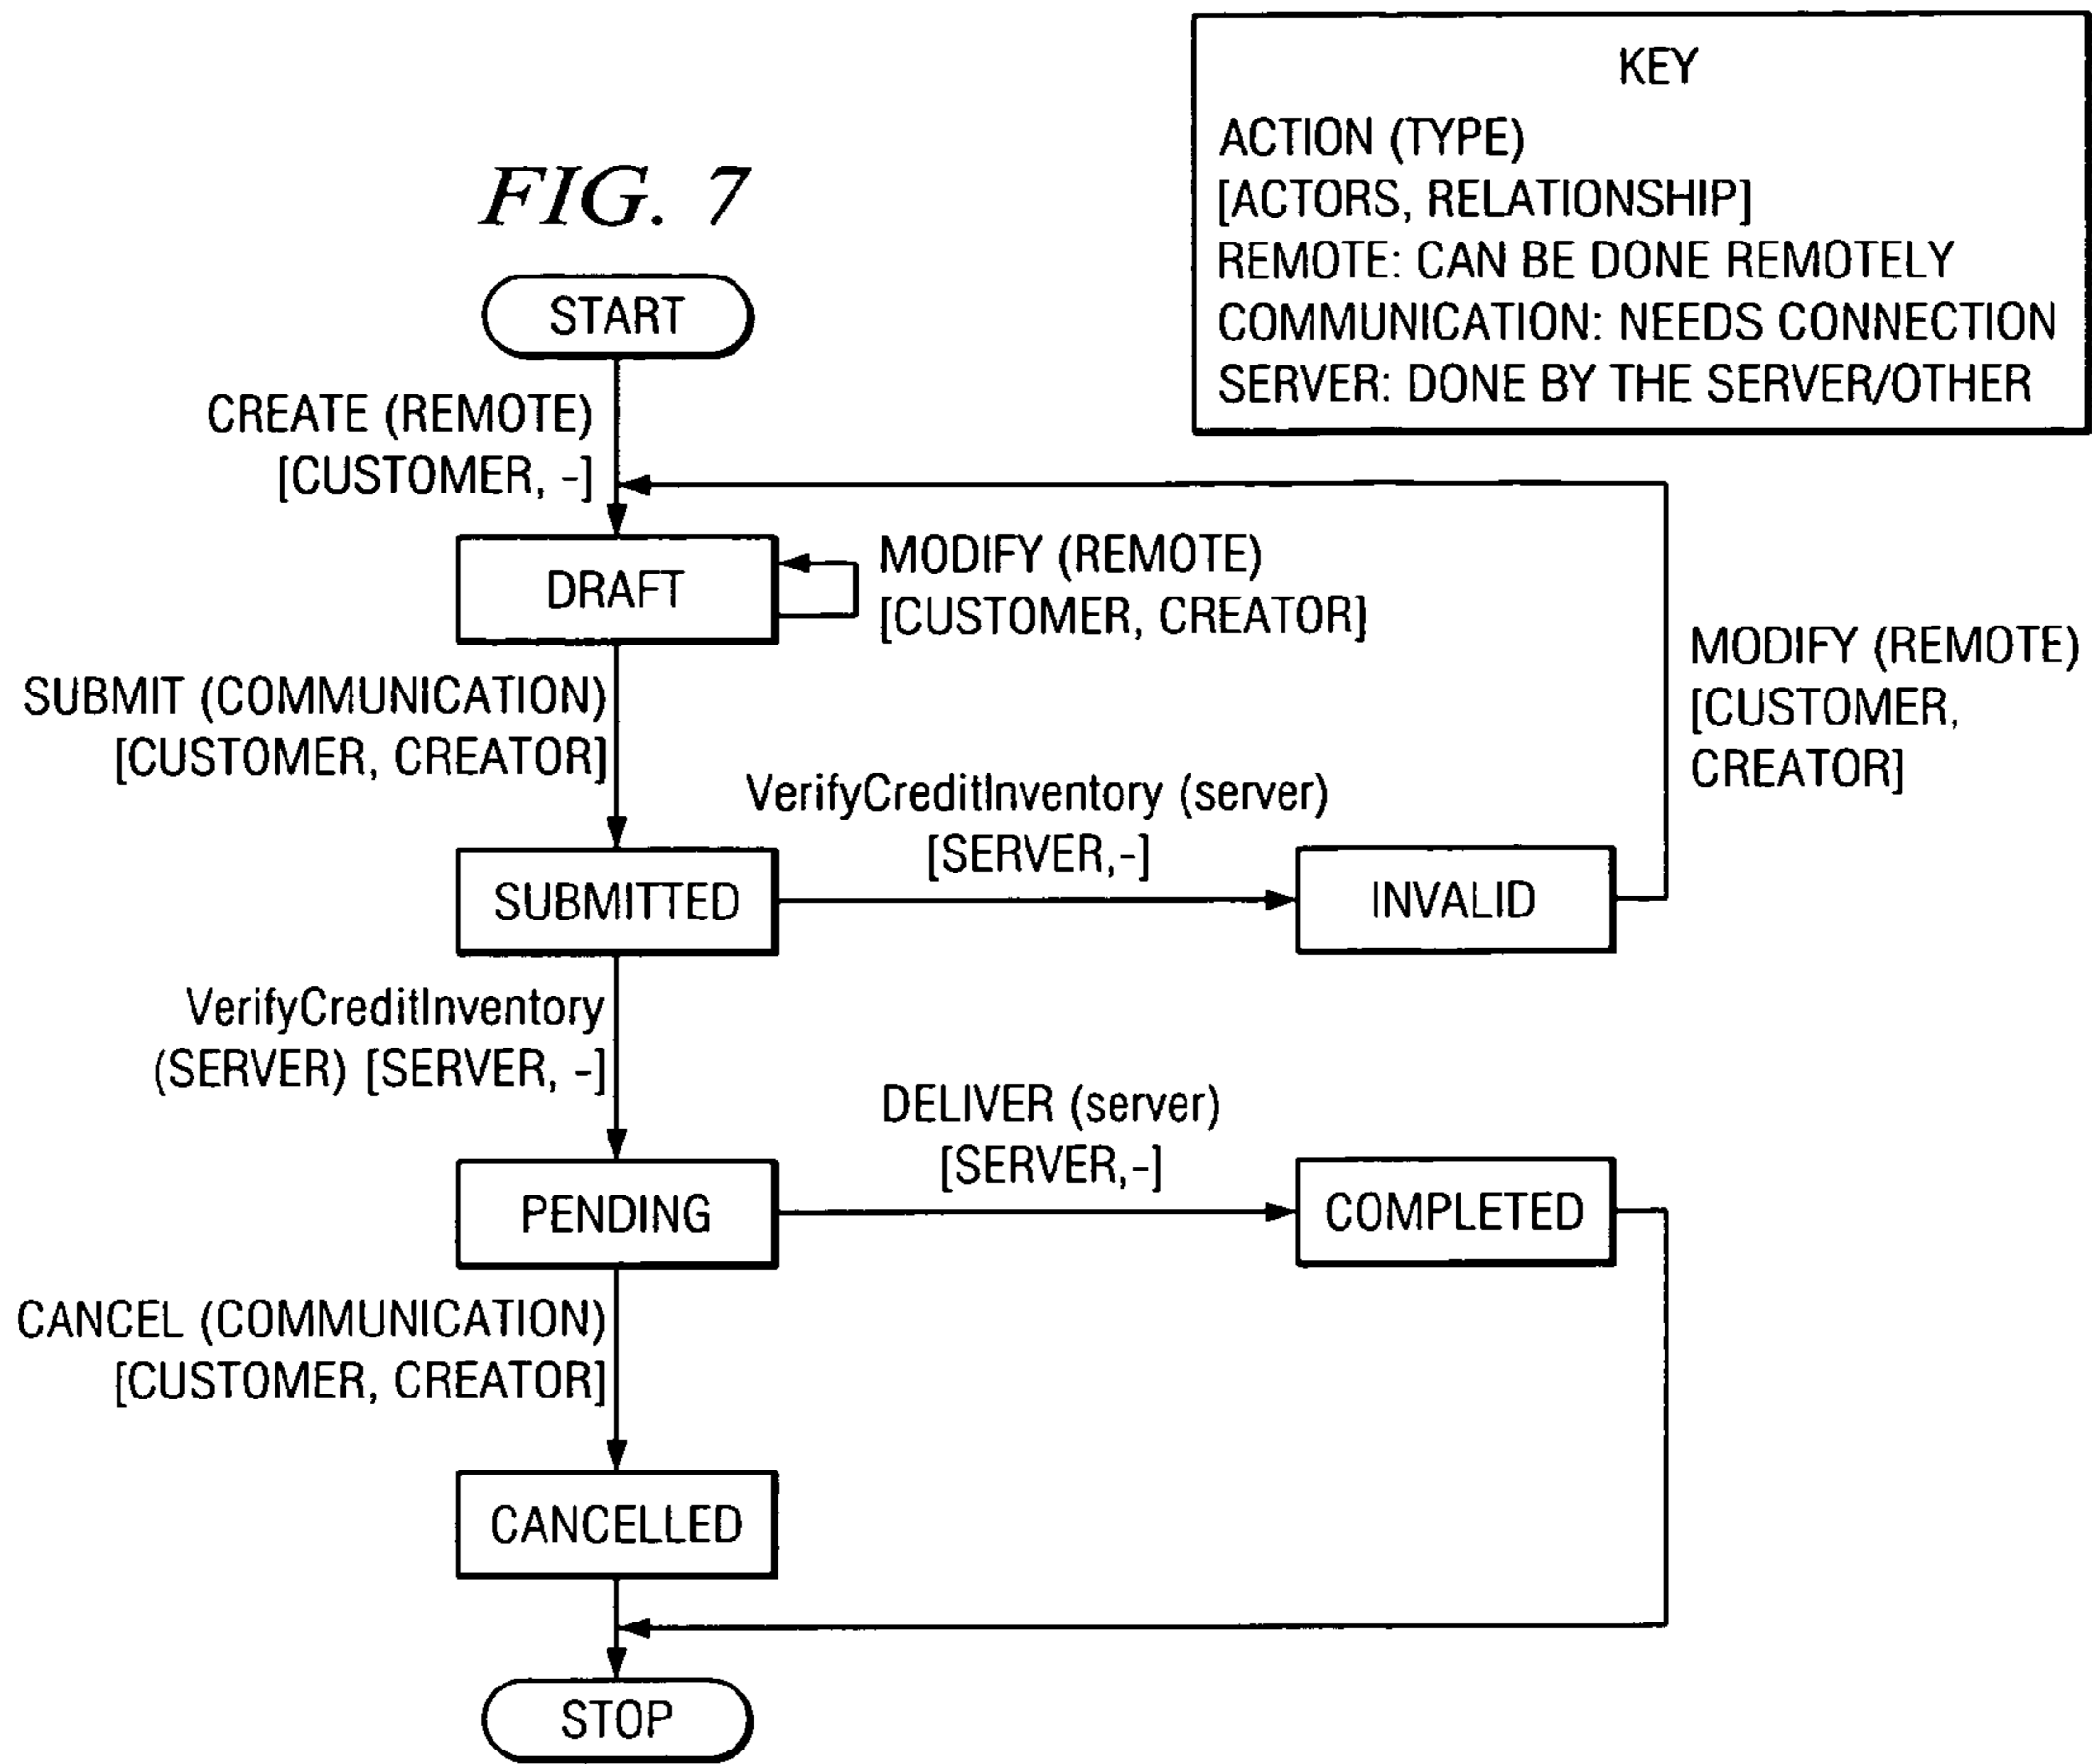 KEY
ACTION (TYPE)
[ACTORS, RELATIONSHIP]
REMOTE: CAN BE DONE REMOTELY
COMMUNICATION: NEEDS CONNECTION
SERVER: DONE BY THE SERVER/OTHER
FIG. 7
START
CREATE (REMOTE)
[CUSTOMER, -]
DRAFT
MODIFY (REMOTE)
[CUSTOMER, CREATOR]
MODIFY (REMOTE)
[CUSTOMER,
CREATOR]
SUBMIT (COMMUNICATION)
[CUSTOMER, CREATOR]
VerifyCreditInventory (server)
[SERVER,-]
SUBMITTED
INVALID
VerifyCreditInventory
(SERVER) [SERVER, -]
DELIVER (server)
[SERVER,-]
PENDING
COMPLETED
CANCEL (COMMUNICATION)
[CUSTOMER, CREATOR]
CANCELLED
STOP